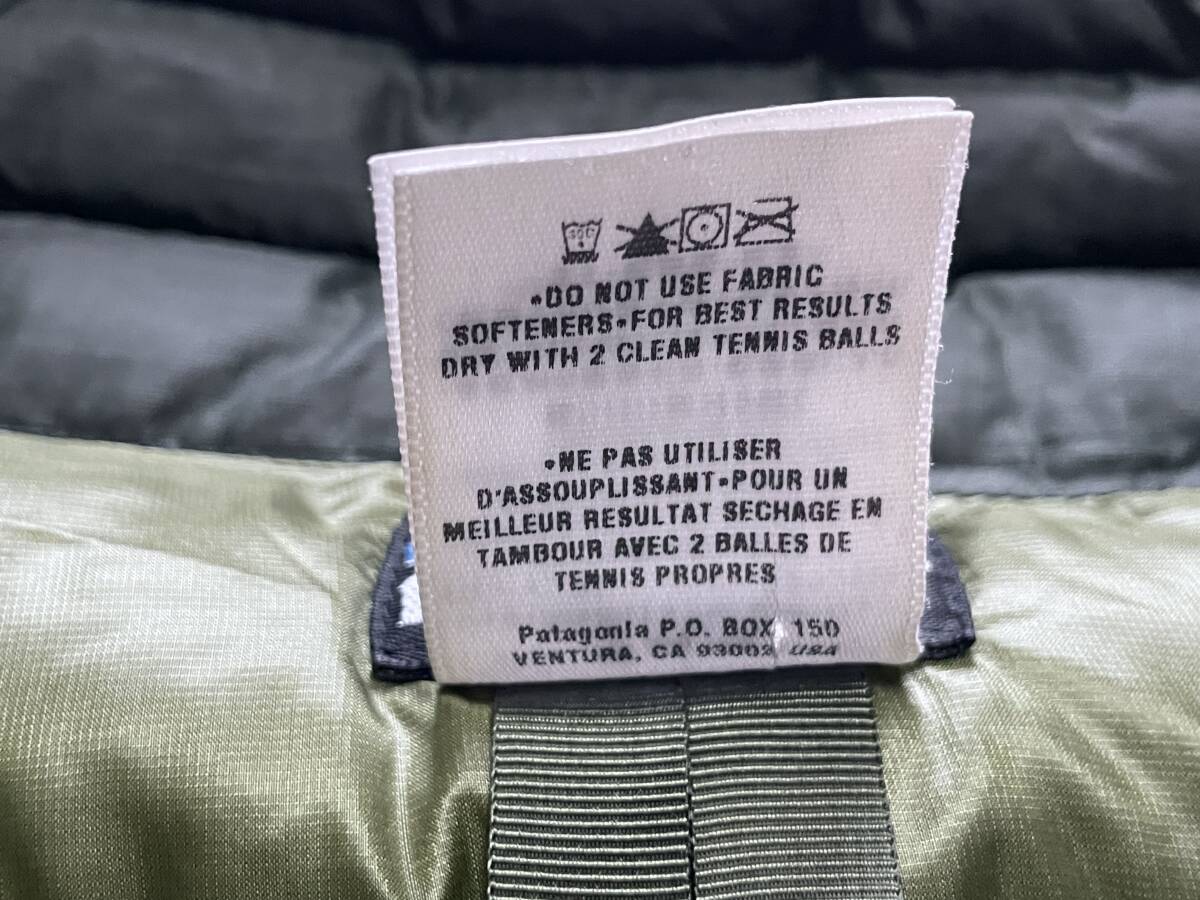 •DO NOT USE FABRIC
SOFTENERS•FOR BEST RESULTS
DRY WITH 2 CLEAN TENNIS BALLS
•NE PAS UTILISER
D'ASSOUPLISSANT•POUR UN
MEILLEUR RESULTAT SECHAGE EN
TAMBOUR AVEC 2 BALLES DE
TENNIS PROPRES
Patagonia P.O. BOX 150
VENTURA, CA 93002 USA